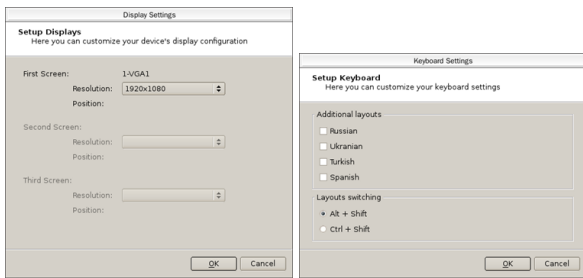 Display Settings
Setup Displays
Here you can customize your device's display configuration
First Screen: 1-VGA1
Resolution: 1920x1080
Position:
Second Screen:
Resolution:
Position:
Third Screen:
Resolution:
Position:
OK Cancel
Keyboard Settings
Setup Keyboard
Here you can customize your keyboard settings
Additional layouts
Russian
Ukranian
Turkish
Spanish
Layouts switching
Alt + Shift
Ctrl + Shift
OK Cancel